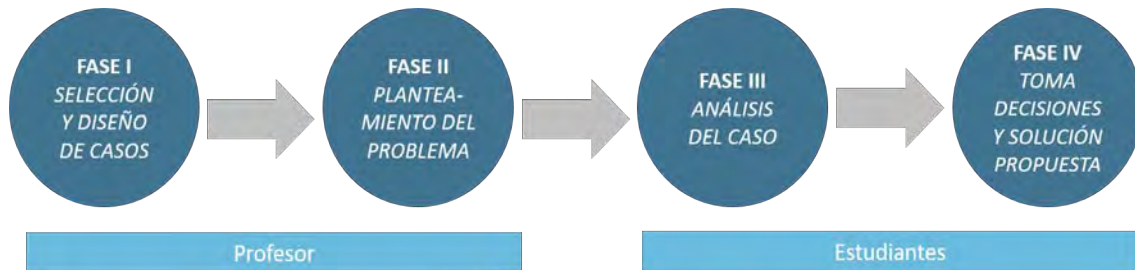 FASE I
SELECCIÓN
Y DISEÑO
DE CASOS
FASE II
PLANTEA-
MIENTO DEL
PROBLEMA
FASE III
ANÁLISIS
DEL CASO
FASE IV
TOMA
DECISIONES
Y SOLUCIÓN
PROPUESTA
Profesor
Estudiantes